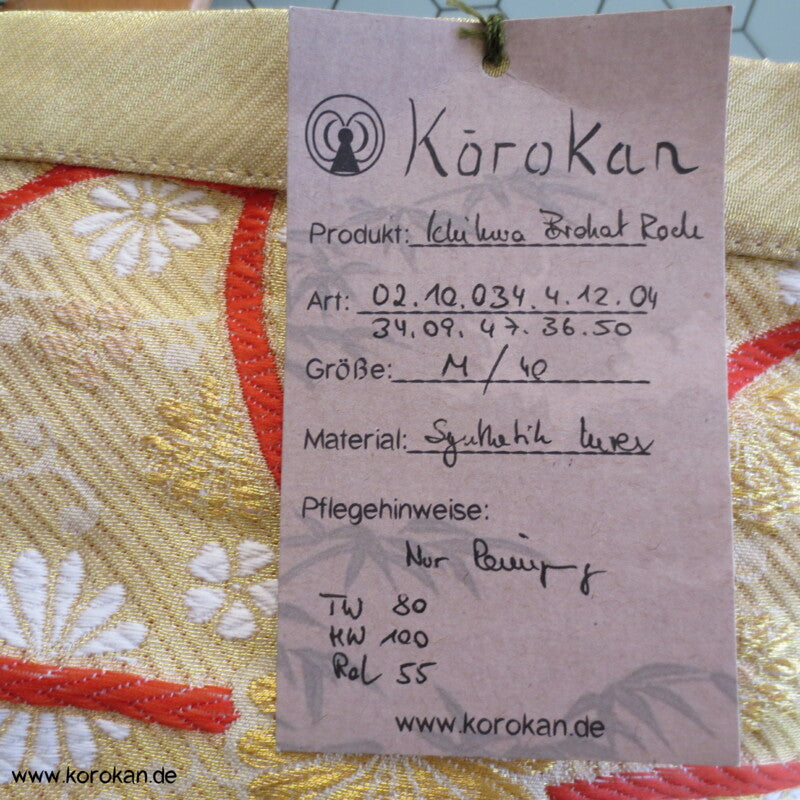 Kōrokan
Produkt: Ichikwa Brokat Rock
Art: 02.10.034.4.12.04
34.09.47.36.50
Größe: M/40
Material: Synthetik Lurex
Pflegehinweise:
Nur Reinigung
TW 80
HW 100
RoL 55
www.korokan.de
www.korokan.de